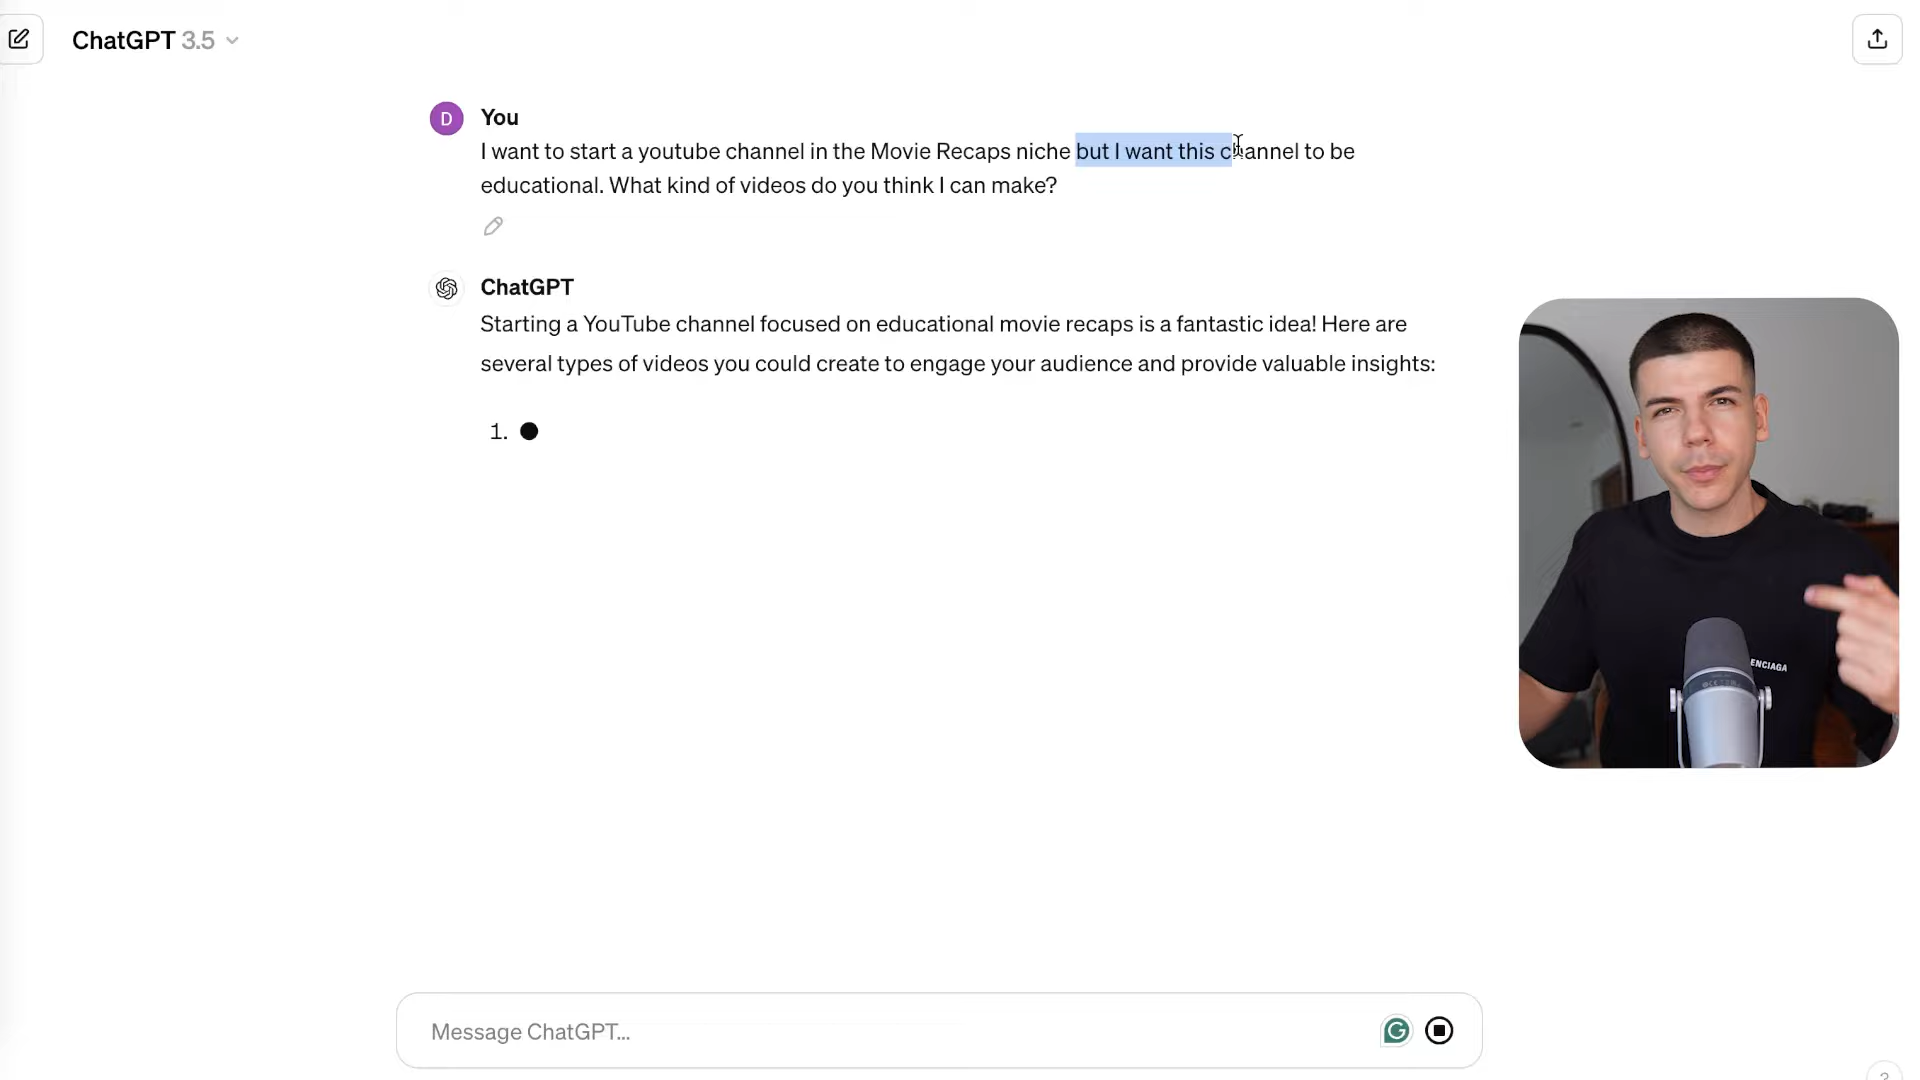 ChatGPT 3.5
D
You
I want to start a youtube channel in the Movie Recaps niche but I want this channel to be
educational. What kind of videos do you think I can make?
ChatGPT
Starting a YouTube channel focused on educational movie recaps is a fantastic idea! Here are
several types of videos you could create to engage your audience and provide valuable insights:
1.
ENCIAGA
Message ChatGPT...
G
?